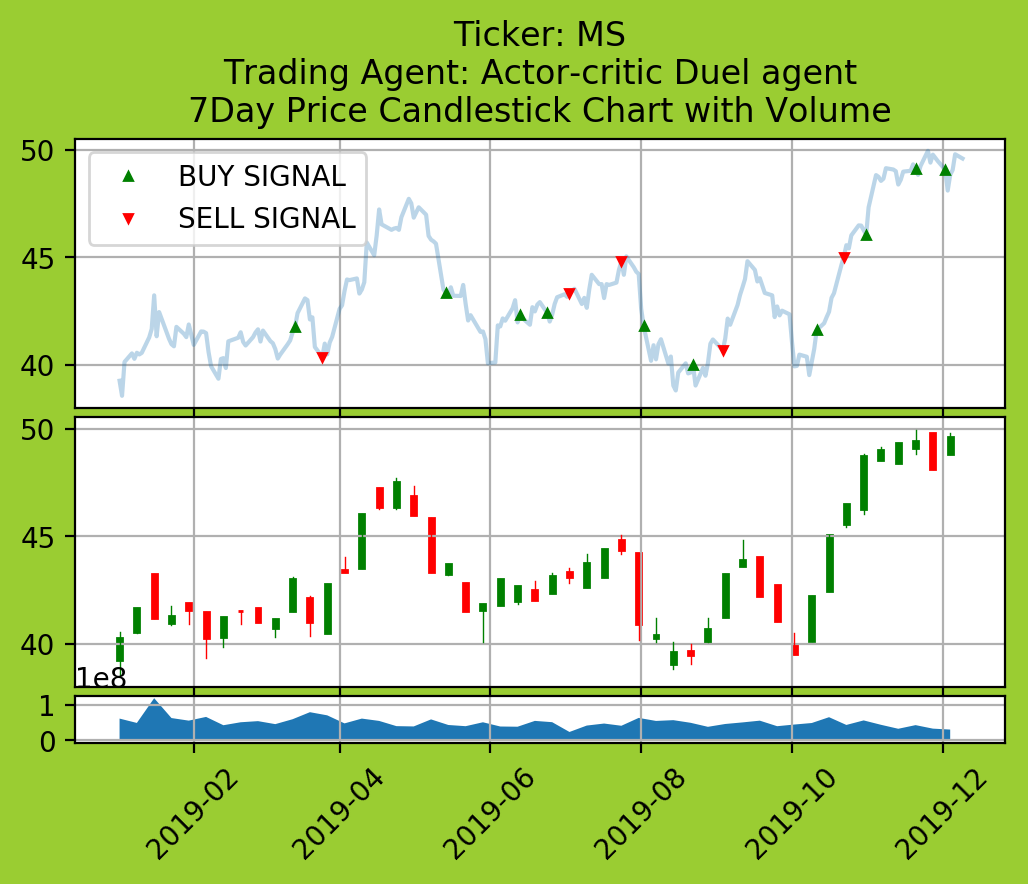 Ticker: MS
Trading Agent: Actor-critic Duel agent
7Day Price Candlestick Chart with Volume
50
BUY SIGNAL
SELL SIGNAL
45
40
50
45
40
1e8
1
0
2019-02
2019-04
2019-06
2019-08
2019-10
2019-12